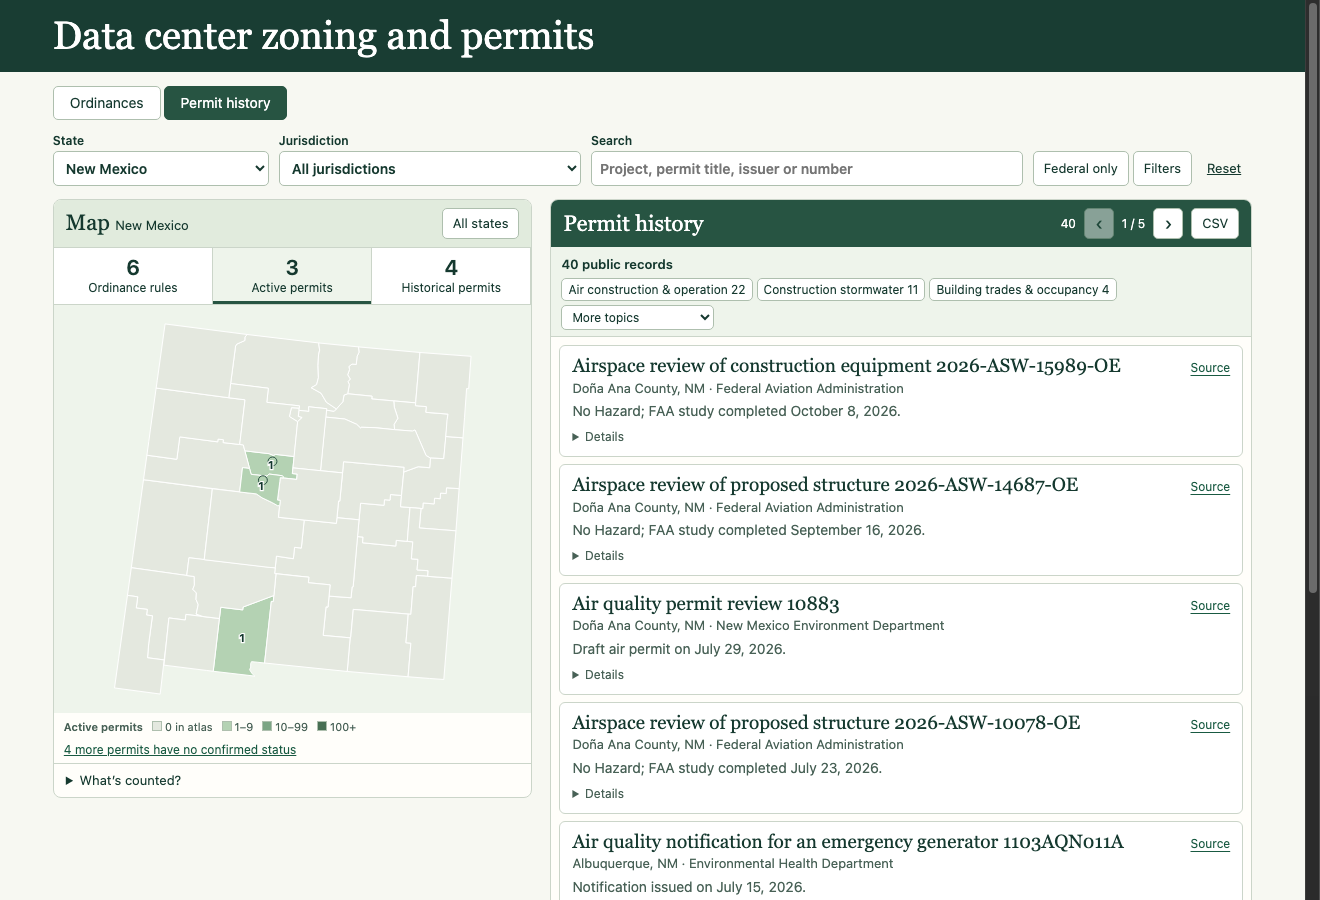 Data center zoning and permits
Ordinances
Permit history
State
Jurisdiction
Search
New Mexico
All jurisdictions
Project, permit title, issuer or number
Federal only
Filters
Reset
Map New Mexico
All states
6
Ordinance rules
3
Active permits
4
Historical permits
1
1
1
Active permits 0 in atlas 1–9 10–99 100+
4 more permits have no confirmed status
▶ What's counted?
Permit history
40
‹
1 / 5
›
CSV
40 public records
Air construction & operation 22
Construction stormwater 11
Building trades & occupancy 4
More topics
Airspace review of construction equipment 2026-ASW-15989-OE
Source
Doña Ana County, NM · Federal Aviation Administration
No Hazard; FAA study completed October 8, 2026.
▶ Details
Airspace review of proposed structure 2026-ASW-14687-OE
Source
Doña Ana County, NM · Federal Aviation Administration
No Hazard; FAA study completed September 16, 2026.
▶ Details
Air quality permit review 10883
Source
Doña Ana County, NM · New Mexico Environment Department
Draft air permit on July 29, 2026.
▶ Details
Airspace review of proposed structure 2026-ASW-10078-OE
Source
Doña Ana County, NM · Federal Aviation Administration
No Hazard; FAA study completed July 23, 2026.
▶ Details
Air quality notification for an emergency generator 1103AQN011A
Source
Albuquerque, NM · Environmental Health Department
Notification issued on July 15, 2026.